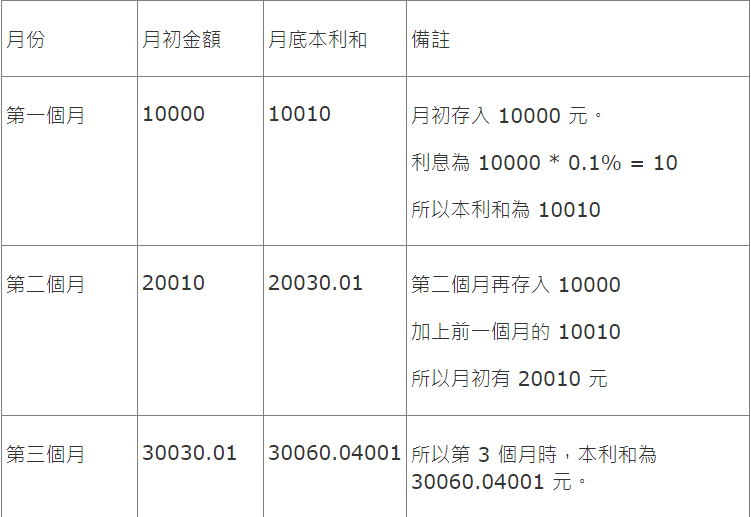 月份 月初金額 月底本利和 備註
第一個月 10000 10010 月初存入 10000 元。
利息為 10000 * 0.1% = 10
所以本利和為 10010
第二個月 20010 20030.01 第二個月再存入 10000
加上前一個月的 10010
所以月初有 20010 元
第三個月 30030.01 30060.04001 所以第 3 個月時，本利和為
30060.04001 元。